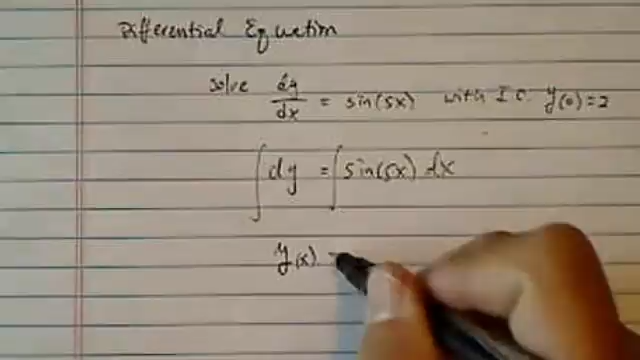 Differential Equation
solve dy/dx = sin(5x) with I.C. y(0)=2
∫ dy = ∫ sin(5x) dx
y(x)